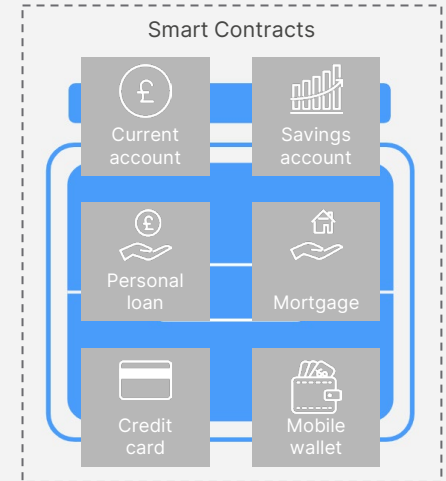 Smart Contracts
£
Current
account
Savings
account
£
Personal
loan
Mortgage
Credit
card
Mobile
wallet